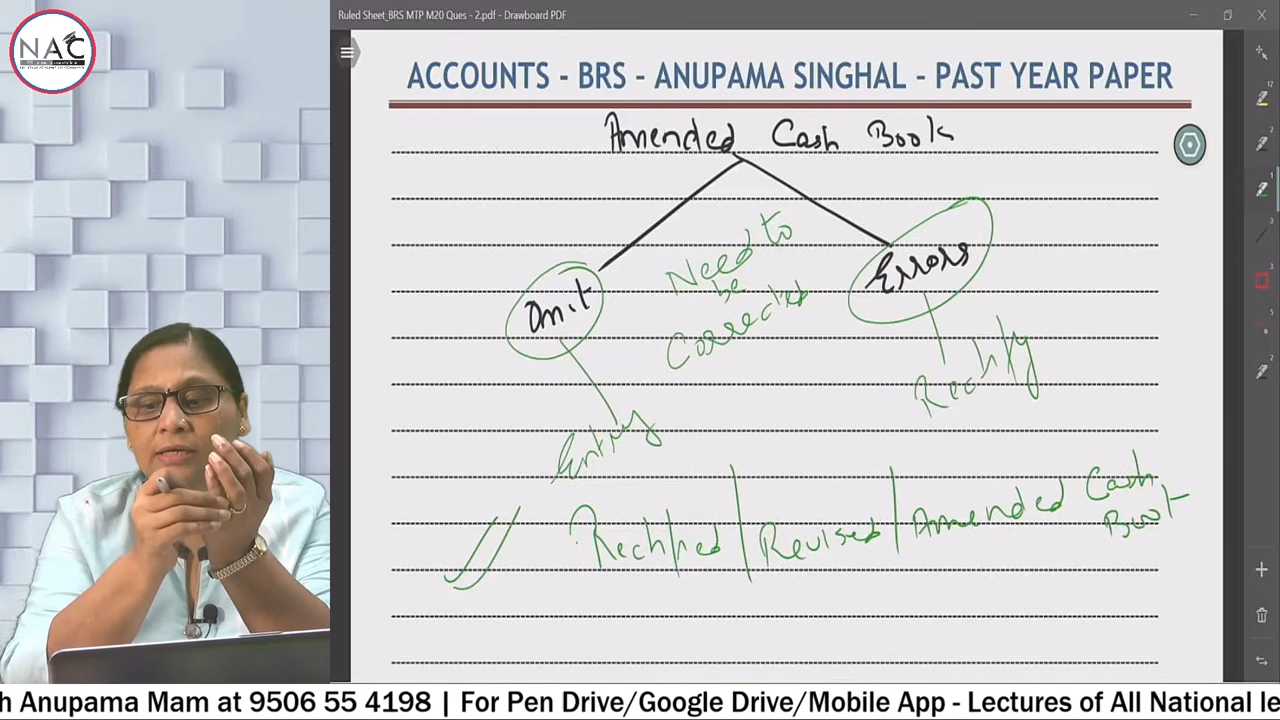 Ruled Sheet_BRS MTP M20 Ques - 2.pdf - Drawboard PDF
NAC
ACCOUNTS - BRS - ANUPAMA SINGHAL - PAST YEAR PAPER
Amended Cash Book
Omit
Need to
be
Corrected
Errors
Rectify
Entry
Rectified | Revised | Amended Cash
Book
h Anupama Mam at 9506 55 4198 | For Pen Drive/Google Drive/Mobile App - Lectures of All National le